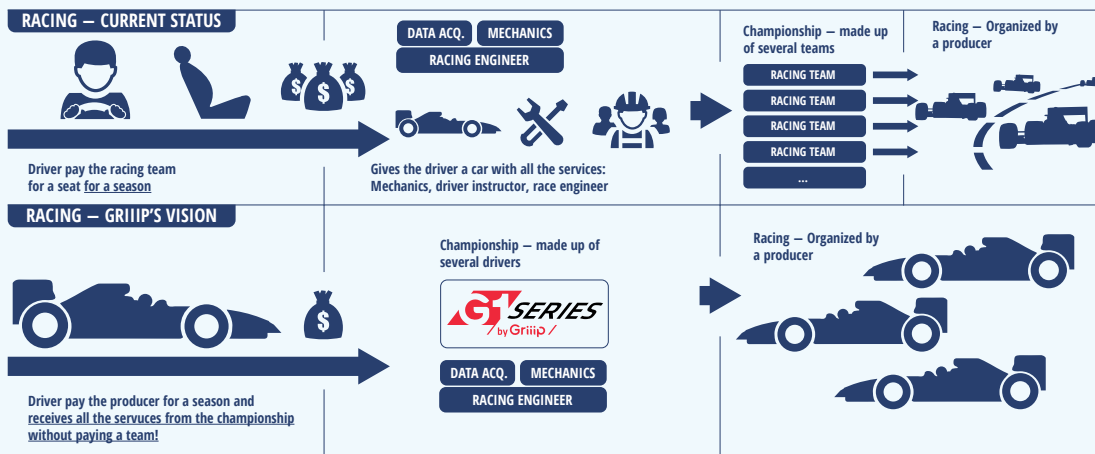 RACING – CURRENT STATUS
DATA ACQ.
MECHANICS
RACING ENGINEER
$ $ $
Driver pay the racing team
for a seat for a season
Gives the driver a car with all the services:
Mechanics, driver instructor, race engineer
Championship – made up
of several teams
RACING TEAM
RACING TEAM
RACING TEAM
RACING TEAM
...
Racing – Organized by
a producer
RACING – GRIIIP'S VISION
$
Driver pay the producer for a season and
receives all the servuces from the championship
without paying a team!
Championship – made up of
several drivers
G1 SERIES
by Griiip
DATA ACQ.
MECHANICS
RACING ENGINEER
Racing – Organized by
a producer